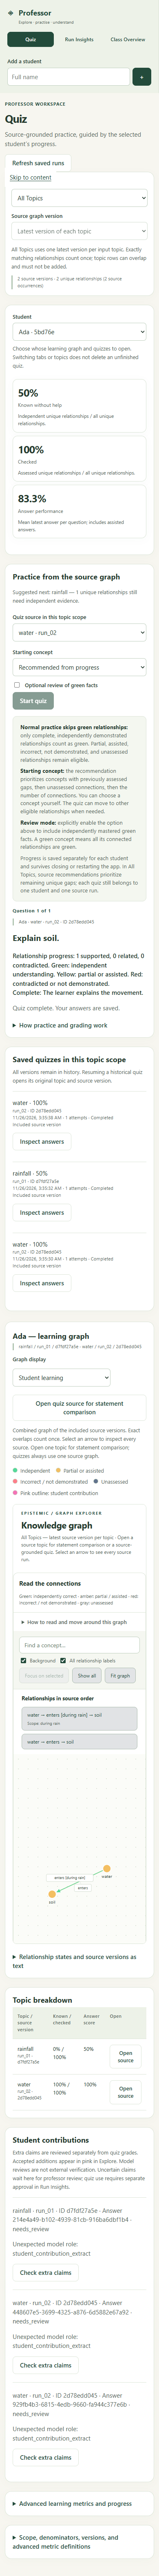 Professor
Explore · practise · understand
Quiz
Run Insights
Class Overview
Add a student
Full name
+
PROFESSOR WORKSPACE
Quiz
Source-grounded practice, guided by the selected
student's progress.
Refresh saved runs
Skip to content
All Topics
Source graph version
Latest version of each topic
All Topics uses one latest version per input topic. Exactly
matching relationships count once; topic rows can overlap
and must not be added.
2 source versions · 2 unique relationships (2 source
occurrences)
Student
Ada · 5bd76e
Choose whose learning graph and quizzes to open.
Switching tabs or topics does not delete an unfinished
quiz.
50%
Known without help
Independent unique relationships / all unique
relationships.
100%
Checked
Assessed unique relationships / all unique relationships.
83.3%
Answer performance
Mean latest answer per question; includes assisted
answers.
Practice from the source graph
Suggested next: rainfall — 1 unique relationships still
need independent evidence.
Quiz source in this topic scope
water · run_02
Starting concept
Recommended from progress
Optional review of green facts
Start quiz
Normal practice skips green relationships:
only complete, independently demonstrated
relationships are green. Partial, assisted,
incorrect, not demonstrated, and unassessed
relationships remain eligible.
Starting concept: the recommendation
prioritizes concepts with previously assessed
gaps, then unseen connections, then the
number of connections. You can choose a
concept yourself. The quiz can move to other
eligible relationships when needed.
Review mode: explicitly enable the option
above to include independently mastered green
facts. A green concept means all its connected
relationships are green.
Progress is saved separately for each student
and survives closing or restarting the app. In All
Topics, source recommendations prioritize
remaining unique gaps; each quiz still belongs to
one student and one source run.
Question 1 of 1
Ada · water · run_02 · ID 2d78edd045
Explain soil.
Relationship progress: 1 supported, 0 related, 0
contradicted. Green: independent
understanding. Yellow: partial or assisted. Red:
contradicted or not demonstrated.
Complete: The learner explains the movement.
Quiz complete. Your answers are saved.
▶ How practice and grading work
Saved quizzes in this topic scope
All versions remain in history. Resuming a historical quiz
opens its original topic and source version.
water · 100%
run_02 · ID 2d78edd045
11/26/2026, 3:55:38 AM · 1 attempts · Completed
Included source version
Inspect answers
rainfall · 50%
run_01 · ID d7fdf27a5e
11/26/2026, 3:55:32 AM · 1 attempts · Completed
Included source version
Inspect answers
water · 100%
run_02 · ID 2d78edd045
11/26/2026, 3:55:30 AM · 1 attempts · Completed
Included source version
Inspect answers
Ada — learning graph
rainfall / run_01 / d7fdf27a5e · water / run_02 / 2d78edd045
Graph display
Student learning
Open quiz source for statement
comparison
Combined graph of the included source versions. Exact
overlaps count once. Select an arrow to inspect every
source. Open one topic for statement comparison;
quizzes always use one source graph.
Independent
Partial or assisted
Incorrect / not demonstrated
Unassessed
Pink outline: student contribution
EPISTEMIC / GRAPH EXPLORER
Knowledge graph
All Topics — latest source version per topic · Open a
topic for statement comparison or a source-
grounded quiz. Select an arrow to see every source
run.
Read the connections
Green: independently correct · amber: partial/assisted · red:
incorrect / not demonstrated · gray: unassessed
▶ How to read and move around this graph
Find a concept...
Background
All relationship labels
Focus on selected
Show all
Fit graph
Relationships in source order
water → enters [during rain] → soil
Scope: during rain
water → enters → soil
enters [during rain]
enters
water
soil
▶ Relationship states and source versions as
text
Topic breakdown
Topic /
source
version
Known /
checked
Answer
score
Open
rainfall
run_01 ·
d7fdf27a5e
0% /
100%
50%
Open
source
water
run_02 ·
2d78edd045
100% /
100%
100%
Open
source
Student contributions
Extra claims are reviewed separately from quiz grades.
Accepted additions appear in pink in Explore. Model
reviews are not external verification. Uncertain claims
wait here for professor review; quiz use requires separate
approval in Run Insights.
rainfall · run_01 · ID d7fdf27a5e · Answer
214e4a49-b102-4939-81cb-916ba6dbf1b4 ·
needs_review
Unexpected model role:
student_contribution_extract
Check extra claims
water · run_02 · ID 2d78edd045 · Answer
448607e5-3699-4325-a876-6d5882e67a92 ·
needs_review
Unexpected model role:
student_contribution_extract
Check extra claims
water · run_02 · ID 2d78edd045 · Answer
929fb4b3-6815-4edb-9660-fa944c377e6b ·
needs_review
Unexpected model role:
student_contribution_extract
Check extra claims
▶ Advanced learning metrics and progress
▶ Scope, denominators, versions, and
advanced metric definitions